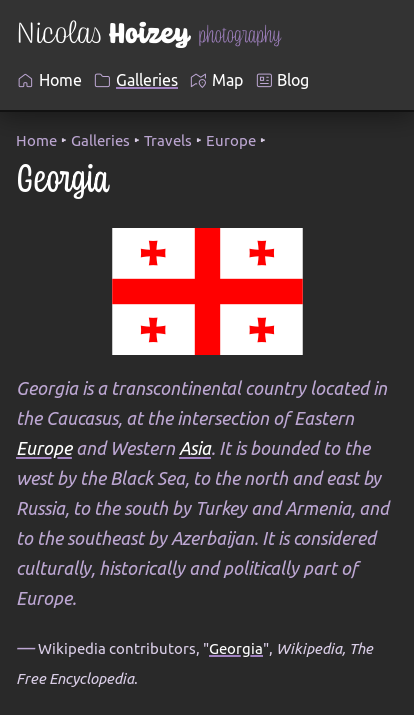 Nicolas Hoizey photography
Home Galleries Map Blog
Home ‣ Galleries ‣ Travels ‣ Europe ‣
Georgia
Georgia is a transcontinental country located in
the Caucasus, at the intersection of Eastern
Europe and Western Asia. It is bounded to the
west by the Black Sea, to the north and east by
Russia, to the south by Turkey and Armenia, and
to the southeast by Azerbaijan. It is considered
culturally, historically and politically part of
Europe.
— Wikipedia contributors, "Georgia", Wikipedia, The
Free Encyclopedia.